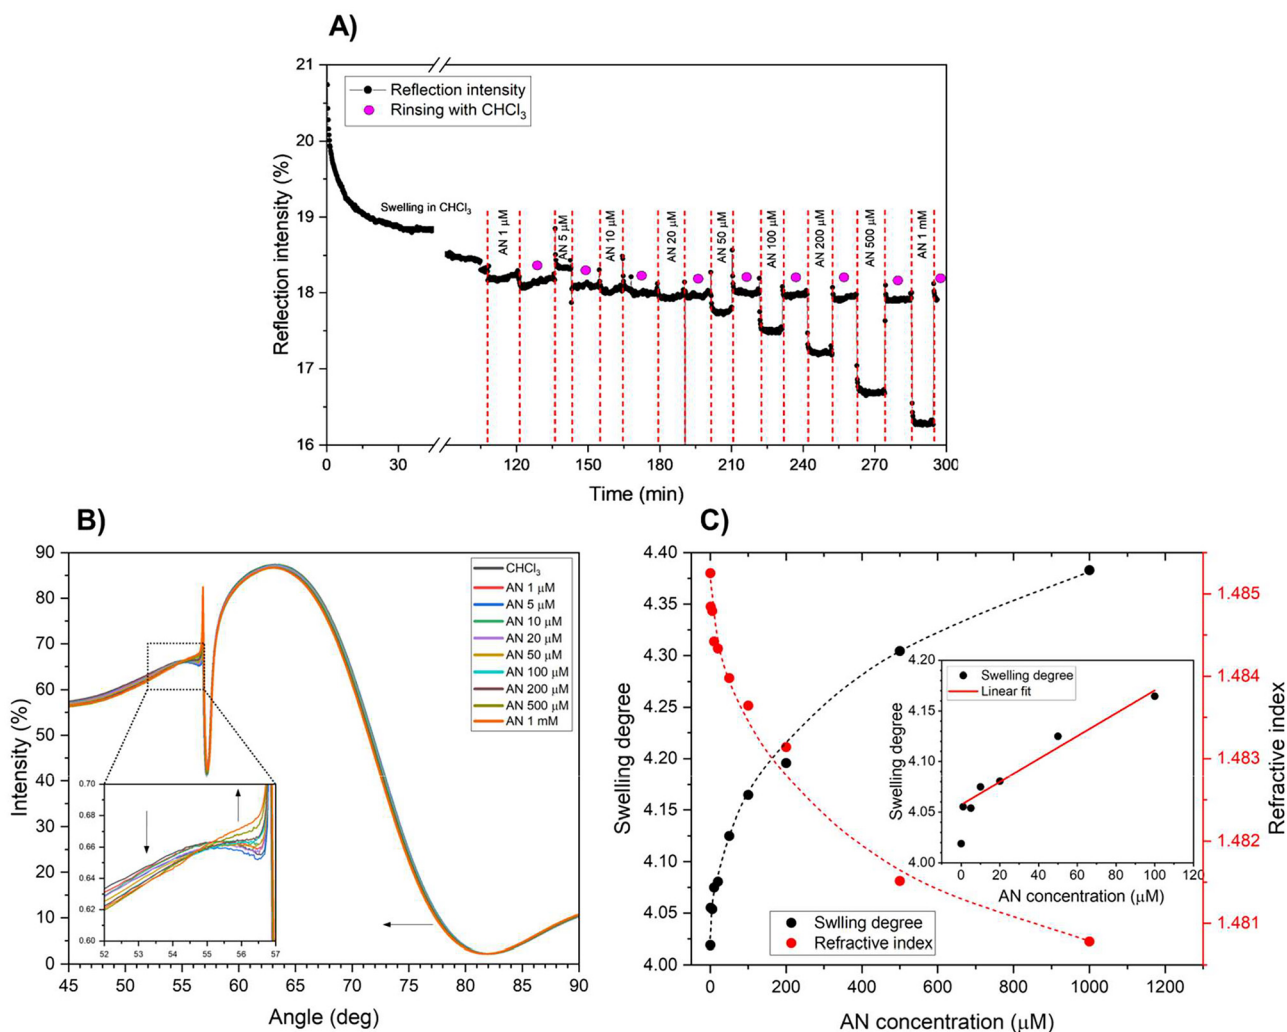 A)
21
20
19
18
17
16
Reflection intensity (%)
Reflection intensity
Rinsing with CHCl3
Swelling in CHCl3
AN 1 μM
AN 5 μM
AN 10 μM
AN 20 μM
AN 50 μM
AN 100 μM
AN 200 μM
AN 500 μM
AN 1 mM
0 30 120 150 180 210 240 270 300
Time (min)
B)
90
80
70
60
50
40
30
20
10
0
Intensity (%)
CHCl3
AN 1 μM
AN 5 μM
AN 10 μM
AN 20 μM
AN 50 μM
AN 100 μM
AN 200 μM
AN 500 μM
AN 1 mM
0.70
0.68
0.66
0.64
0.62
0.60
52 53 54 55 56 57
45 50 55 60 65 70 75 80 85 90
Angle (deg)
C)
4.40
4.35
4.30
4.25
4.20
4.15
4.10
4.05
4.00
Swelling degree
1.485
1.484
1.483
1.482
1.481
Refractive index
4.20
4.15
4.10
4.05
4.00
Swelling degree
Swelling degree
Linear fit
0 20 40 60 80 100 120
AN concentration (μM)
Swlling degree
Refractive index
0 200 400 600 800 1000 1200
AN concentration (μM)